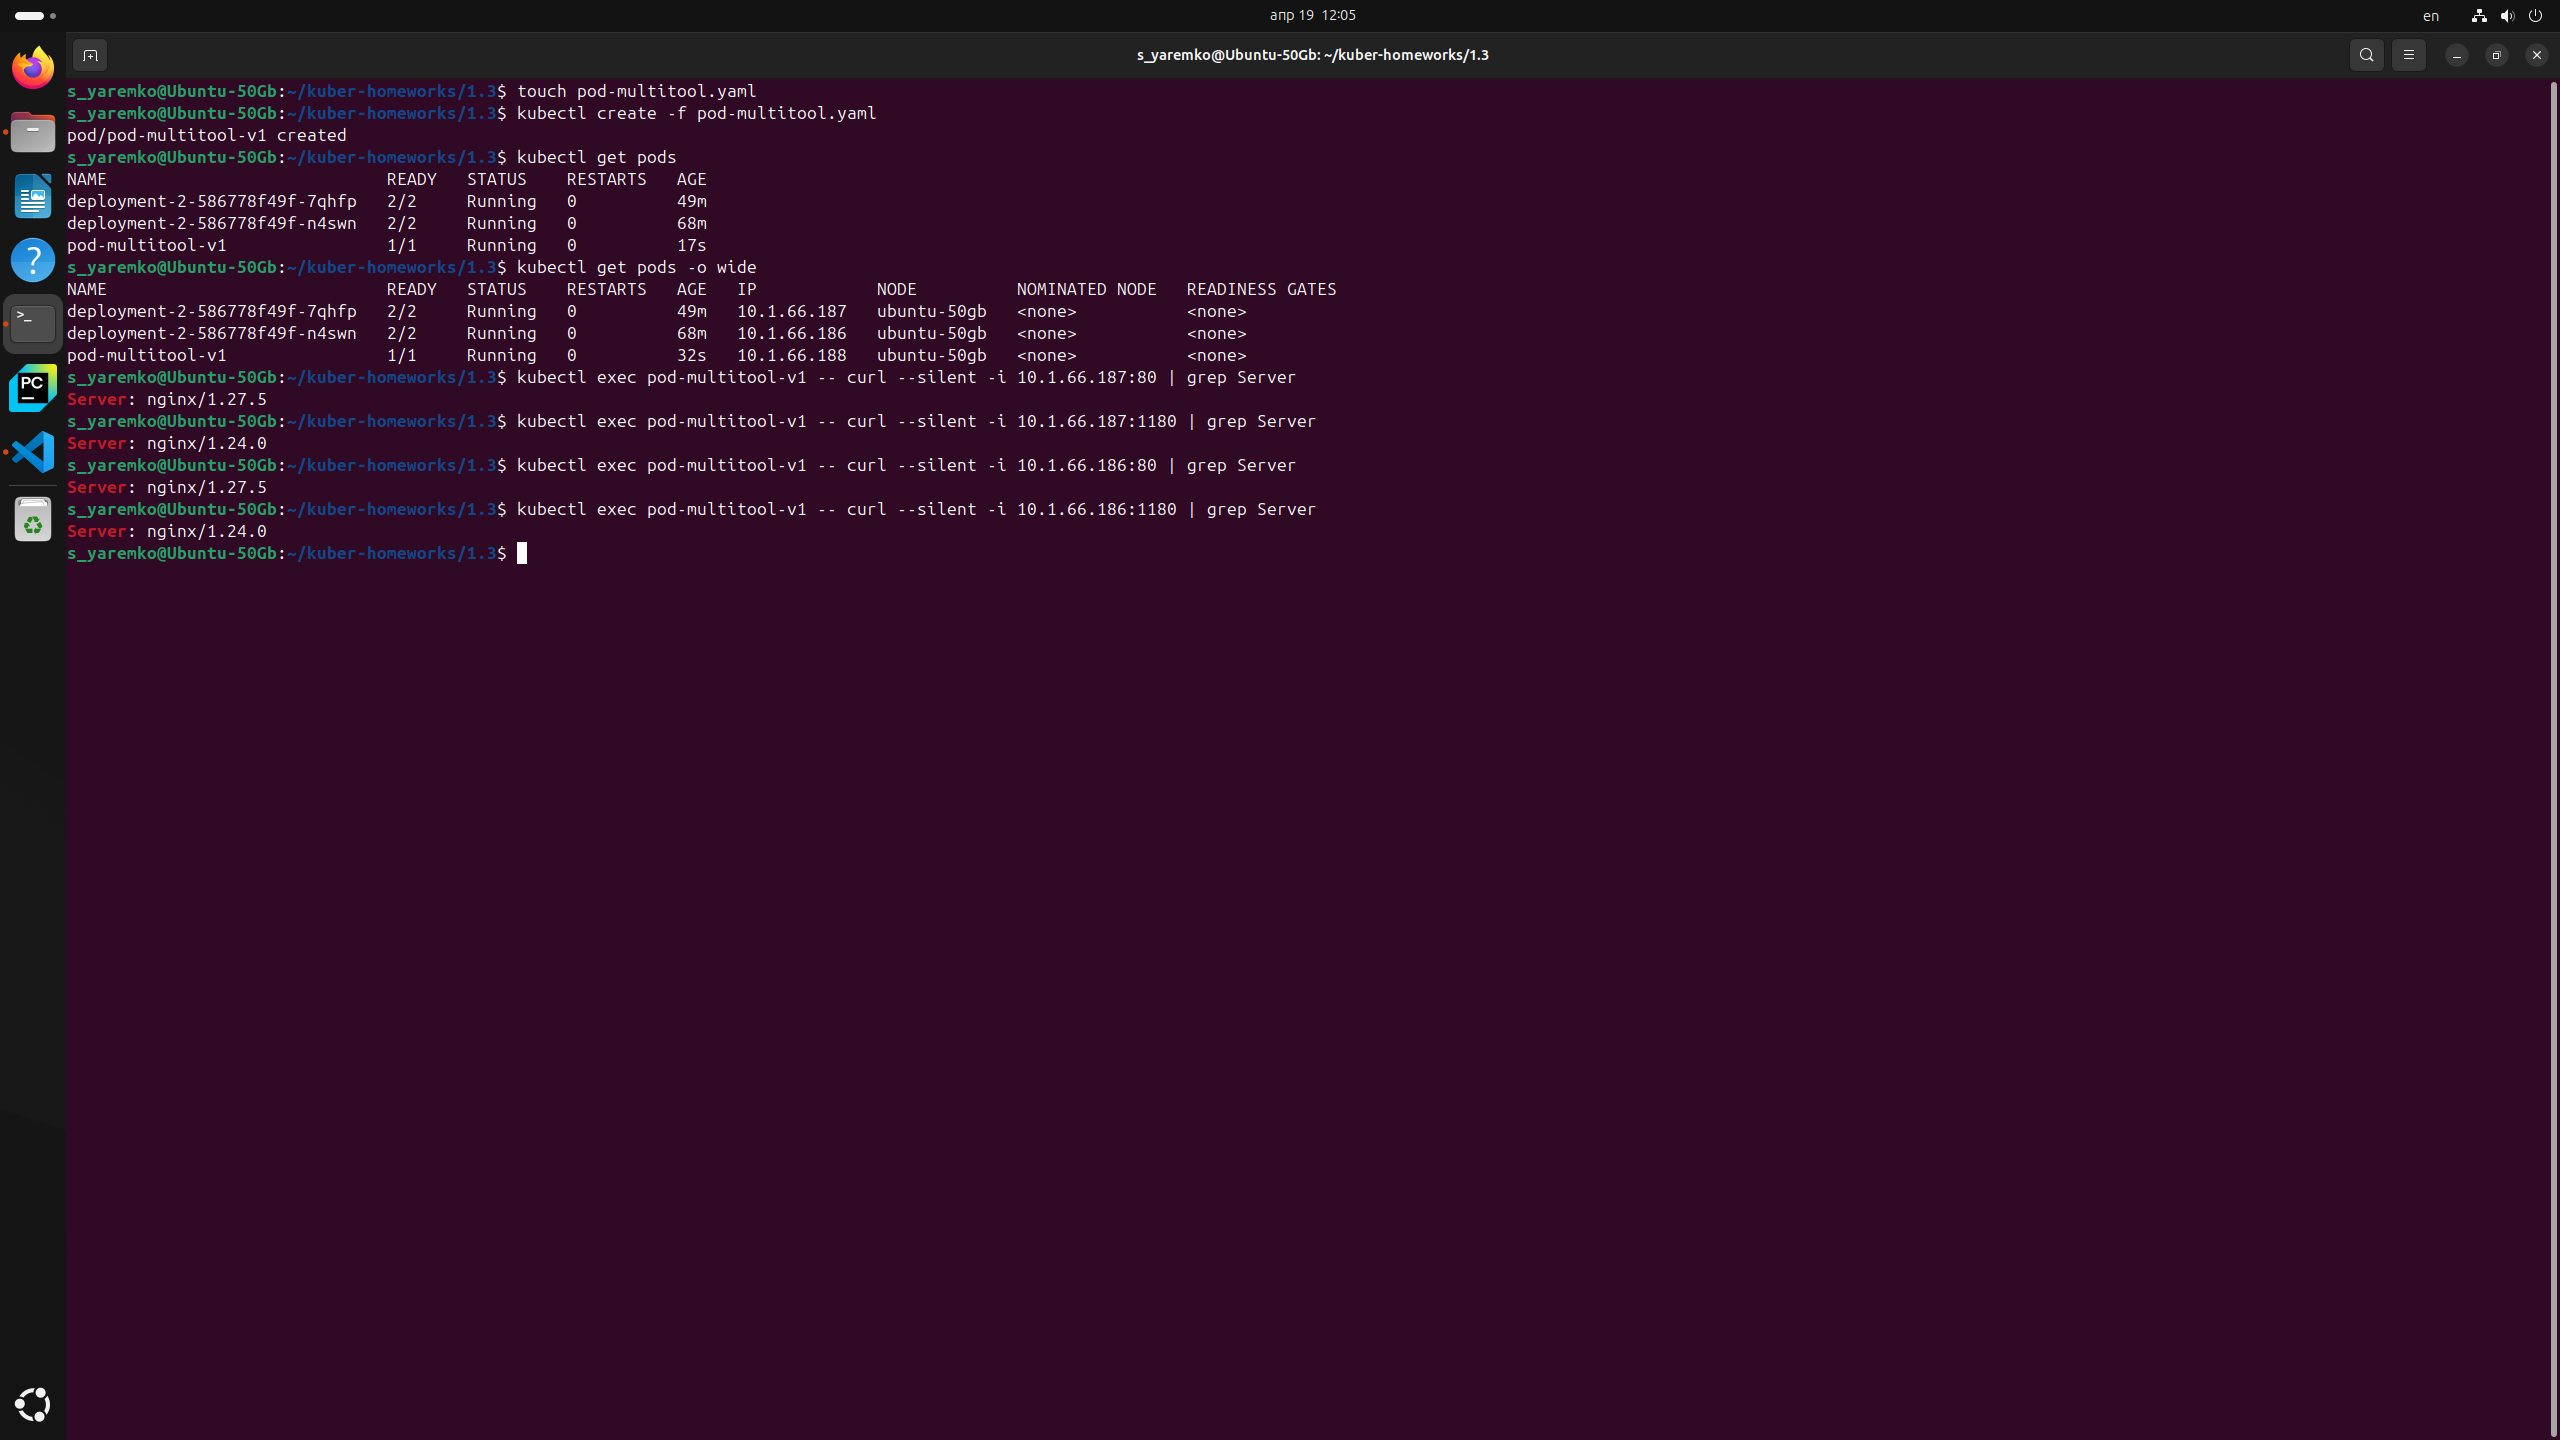 апр 19 12:05
en
s_yaremko@Ubuntu-50Gb: ~/kuber-homeworks/1.3
s_yaremko@Ubuntu-50Gb:~/kuber-homeworks/1.3$ touch pod-multitool.yaml
s_yaremko@Ubuntu-50Gb:~/kuber-homeworks/1.3$ kubectl create -f pod-multitool.yaml
pod/pod-multitool-v1 created
s_yaremko@Ubuntu-50Gb:~/kuber-homeworks/1.3$ kubectl get pods
NAME                            READY   STATUS    RESTARTS   AGE
deployment-2-586778f49f-7qhfp   2/2     Running   0          49m
deployment-2-586778f49f-n4swn   2/2     Running   0          68m
pod-multitool-v1                1/1     Running   0          17s
s_yaremko@Ubuntu-50Gb:~/kuber-homeworks/1.3$ kubectl get pods -o wide
NAME                            READY   STATUS    RESTARTS   AGE   IP            NODE          NOMINATED NODE   READINESS GATES
deployment-2-586778f49f-7qhfp   2/2     Running   0          49m   10.1.66.187   ubuntu-50gb   <none>           <none>
deployment-2-586778f49f-n4swn   2/2     Running   0          68m   10.1.66.186   ubuntu-50gb   <none>           <none>
pod-multitool-v1                1/1     Running   0          32s   10.1.66.188   ubuntu-50gb   <none>           <none>
s_yaremko@Ubuntu-50Gb:~/kuber-homeworks/1.3$ kubectl exec pod-multitool-v1 -- curl --silent -i 10.1.66.187:80 | grep Server
Server: nginx/1.27.5
s_yaremko@Ubuntu-50Gb:~/kuber-homeworks/1.3$ kubectl exec pod-multitool-v1 -- curl --silent -i 10.1.66.187:1180 | grep Server
Server: nginx/1.24.0
s_yaremko@Ubuntu-50Gb:~/kuber-homeworks/1.3$ kubectl exec pod-multitool-v1 -- curl --silent -i 10.1.66.186:80 | grep Server
Server: nginx/1.27.5
s_yaremko@Ubuntu-50Gb:~/kuber-homeworks/1.3$ kubectl exec pod-multitool-v1 -- curl --silent -i 10.1.66.186:1180 | grep Server
Server: nginx/1.24.0
s_yaremko@Ubuntu-50Gb:~/kuber-homeworks/1.3$
?
>_
PC